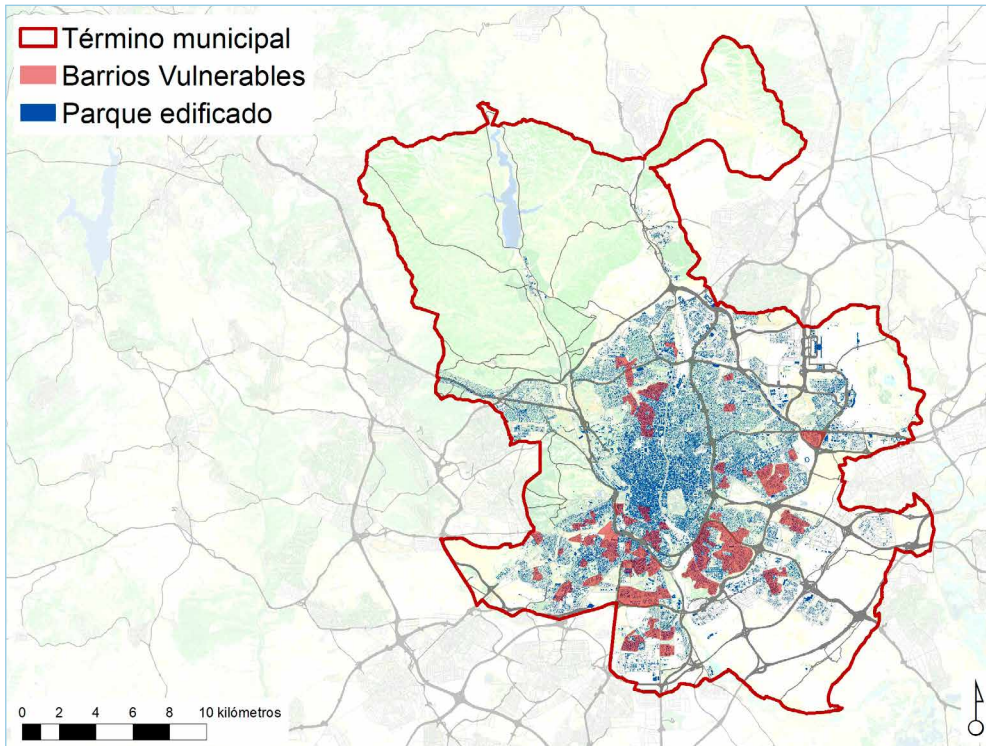 Término municipal
Barrios Vulnerables
Parque edificado
0 2 4 6 8 10 kilómetros